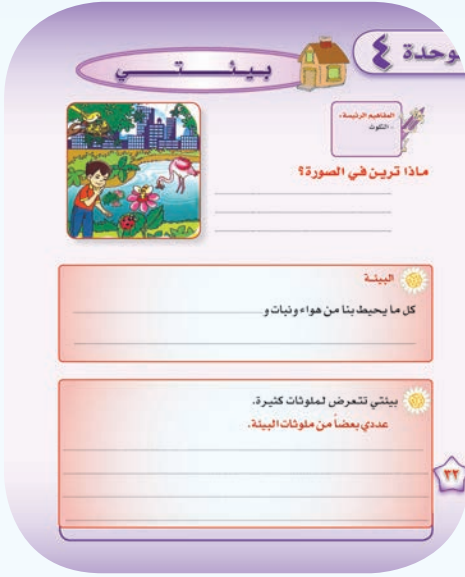 وحدة ٤
بيئتي
المفاهيم الرئيسة:
- التلوث
ماذا ترين في الصورة؟
البيئة
كل ما يحيط بنا من هواء ونبات و
بيئتي تتعرض لملوثات كثيرة.
عددي بعضاً من ملوثات البيئة.
٢٢